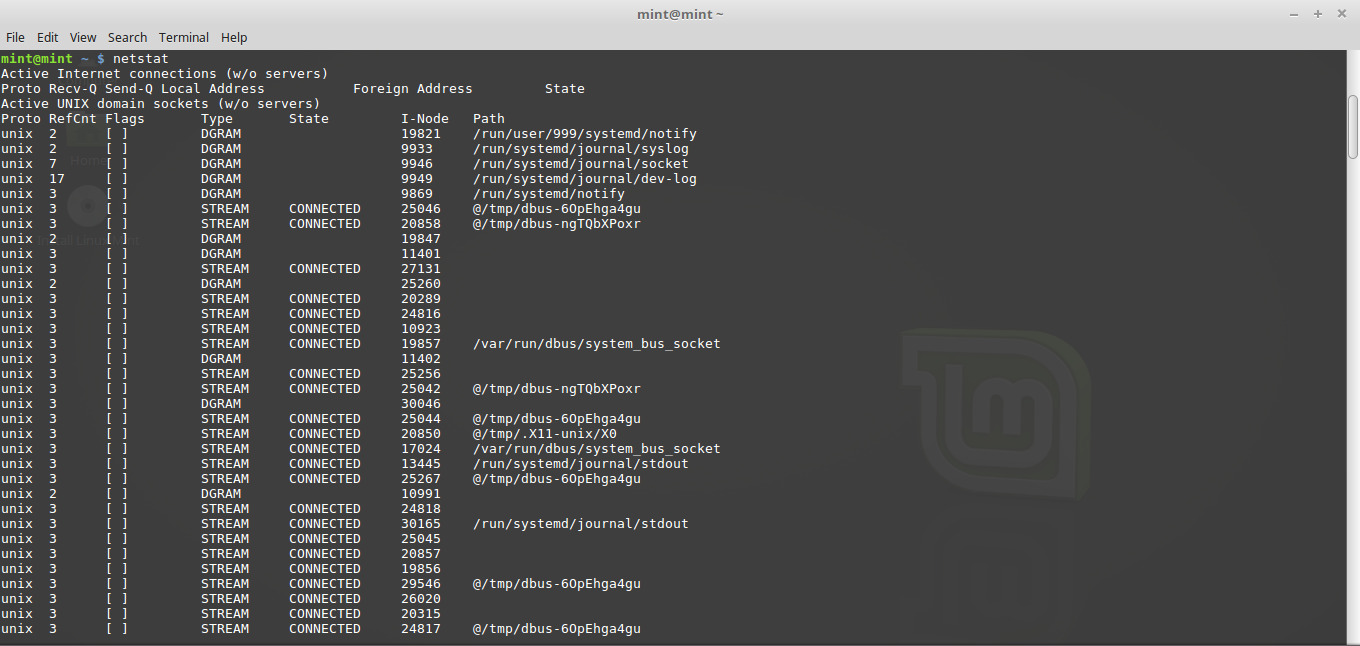 mint@mint ~
File Edit View Search Terminal Help
mint@mint ~ $ netstat
Active Internet connections (w/o servers)
Proto Recv-Q Send-Q Local Address           Foreign Address         State
Active UNIX domain sockets (w/o servers)
Proto RefCnt Flags       Type       State         I-Node   Path
unix  2      [ ]         DGRAM                    19821    /run/user/999/systemd/notify
unix  2      [ ]         DGRAM                    9933     /run/systemd/journal/syslog
unix  7      [ ]         DGRAM                    9946     /run/systemd/journal/socket
unix  17     [ ]         DGRAM                    9949     /run/systemd/journal/dev-log
unix  3      [ ]         DGRAM                    9869     /run/systemd/notify
unix  3      [ ]         STREAM     CONNECTED     25046    @/tmp/dbus-6OpEhga4gu
unix  3      [ ]         STREAM     CONNECTED     20858    @/tmp/dbus-ngTQbXPoxr
unix  2      [ ]         DGRAM                    19847
unix  3      [ ]         DGRAM                    11401
unix  3      [ ]         STREAM     CONNECTED     27131
unix  2      [ ]         DGRAM                    25260
unix  3      [ ]         STREAM     CONNECTED     20289
unix  3      [ ]         STREAM     CONNECTED     24816
unix  3      [ ]         STREAM     CONNECTED     10923
unix  3      [ ]         STREAM     CONNECTED     19857    /var/run/dbus/system_bus_socket
unix  3      [ ]         DGRAM                    11402
unix  3      [ ]         STREAM     CONNECTED     25256
unix  3      [ ]         STREAM     CONNECTED     25042    @/tmp/dbus-ngTQbXPoxr
unix  3      [ ]         DGRAM                    30046
unix  3      [ ]         STREAM     CONNECTED     25044    @/tmp/dbus-6OpEhga4gu
unix  3      [ ]         STREAM     CONNECTED     20850    @/tmp/.X11-unix/X0
unix  3      [ ]         STREAM     CONNECTED     17024    /var/run/dbus/system_bus_socket
unix  3      [ ]         STREAM     CONNECTED     13445    /run/systemd/journal/stdout
unix  3      [ ]         STREAM     CONNECTED     25267    @/tmp/dbus-6OpEhga4gu
unix  2      [ ]         DGRAM                    10991
unix  3      [ ]         STREAM     CONNECTED     24818
unix  3      [ ]         STREAM     CONNECTED     30165    /run/systemd/journal/stdout
unix  3      [ ]         STREAM     CONNECTED     25045
unix  3      [ ]         STREAM     CONNECTED     20857
unix  3      [ ]         STREAM     CONNECTED     19856
unix  3      [ ]         STREAM     CONNECTED     29546    @/tmp/dbus-6OpEhga4gu
unix  3      [ ]         STREAM     CONNECTED     26020
unix  3      [ ]         STREAM     CONNECTED     20315
unix  3      [ ]         STREAM     CONNECTED     24817    @/tmp/dbus-6OpEhga4gu